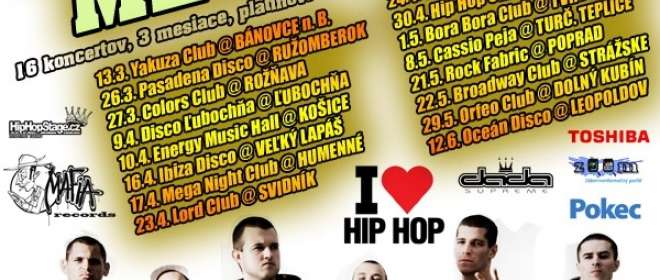 16 koncertov, 3 mesiace, platinov
13.3. Yakuza Club @ BÁNOVCE n. B.
26.3. Pasadena Disco @ RUŽOMBEROK
27.3. Colors Club @ ROŽŇAVA
9.4. Disco Ľubochňa @ ĽUBOCHŇA
10.4. Energy Music Hall @ KOŠICE
16.4. Ibiza Disco @ VEĽKÝ LAPÁŠ
17.4. Mega Night Club @ HUMENNÉ
23.4. Lord Club @ SVIDNÍK
30.4. Hip Hop
1.5. Bora Bora Club @
8.5. Cassio Peja @ TURČ. TEPLICE
21.5. Rock Fabric @ POPRAD
22.5. Broadway Club @ STRÁŽSKE
29.5. Orteo Club @ DOLNÝ KUBÍN
12.6. Oceán Disco @ LEOPOLDOV
HipHopStage.cz
MAFIA
records
I
HIP HOP
dada
SUPREME
TOSHIBA
zoom
Pokec